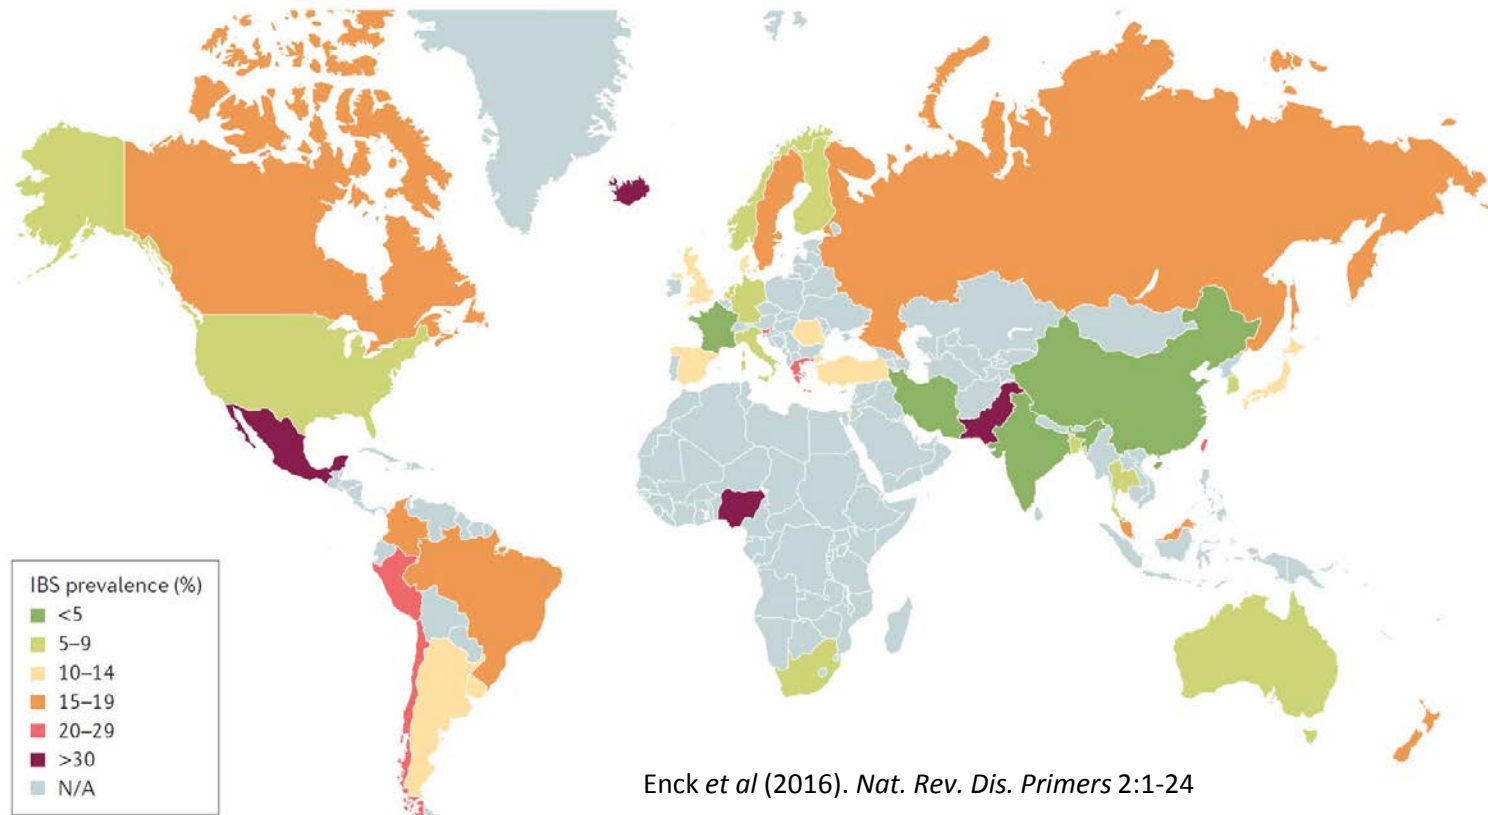 IBS prevalence (%)
<5
5–9
10–14
15–19
20–29
>30
N/A
Enck et al (2016). Nat. Rev. Dis. Primers 2:1-24